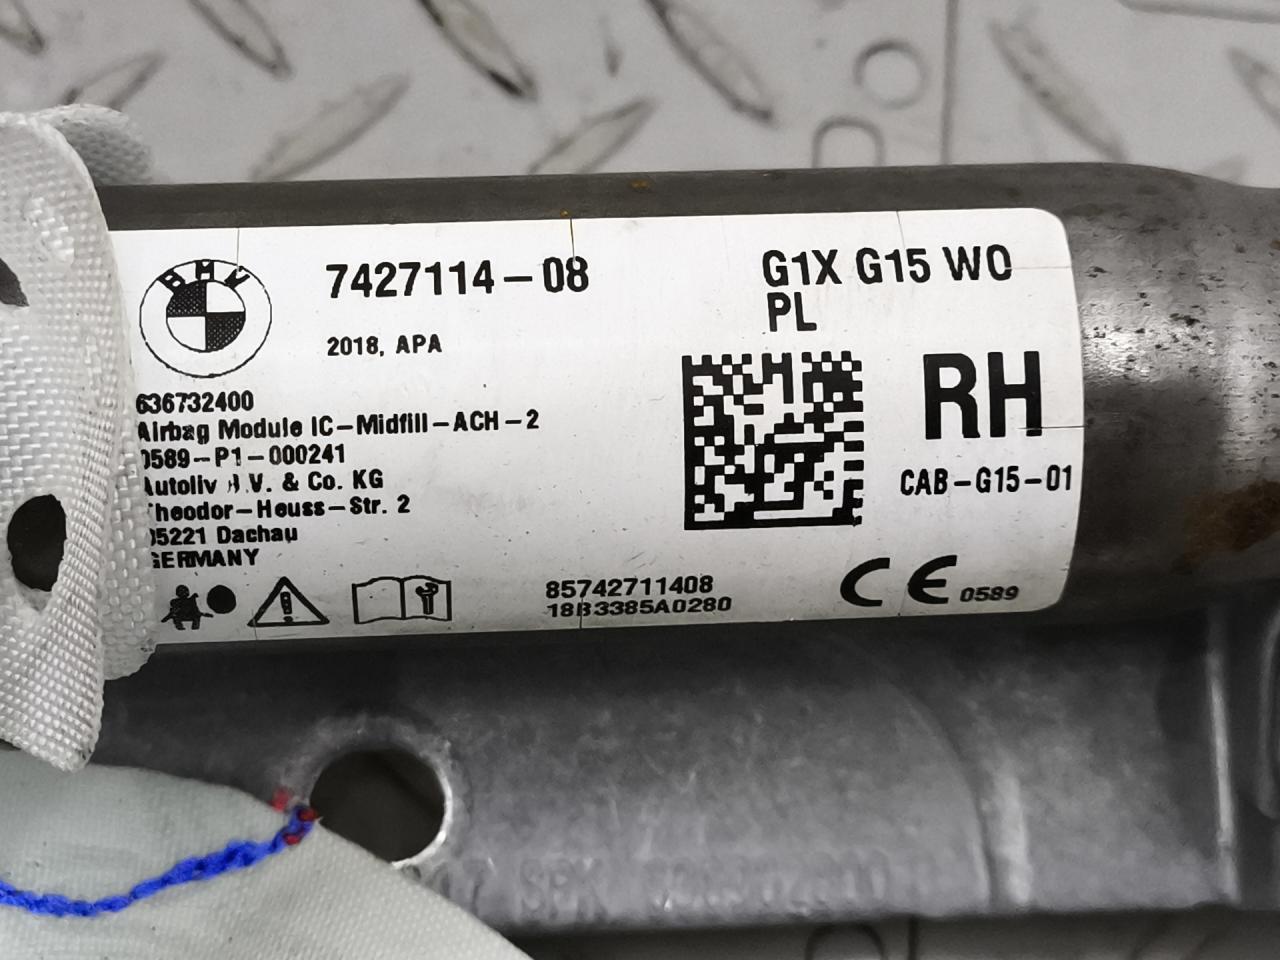 BMW
7427114-08
2018, APA
G1X G15 WO
PL
RH
CAB-G15-01
636732400
Airbag Module IC-Midfill-ACH-2
0589-P1-000241
Autoliv B.V. & Co. KG
Theodor-Heuss-Str. 2
85221 Dachau
GERMANY
85742711408
18B3385A0280
CE 0589